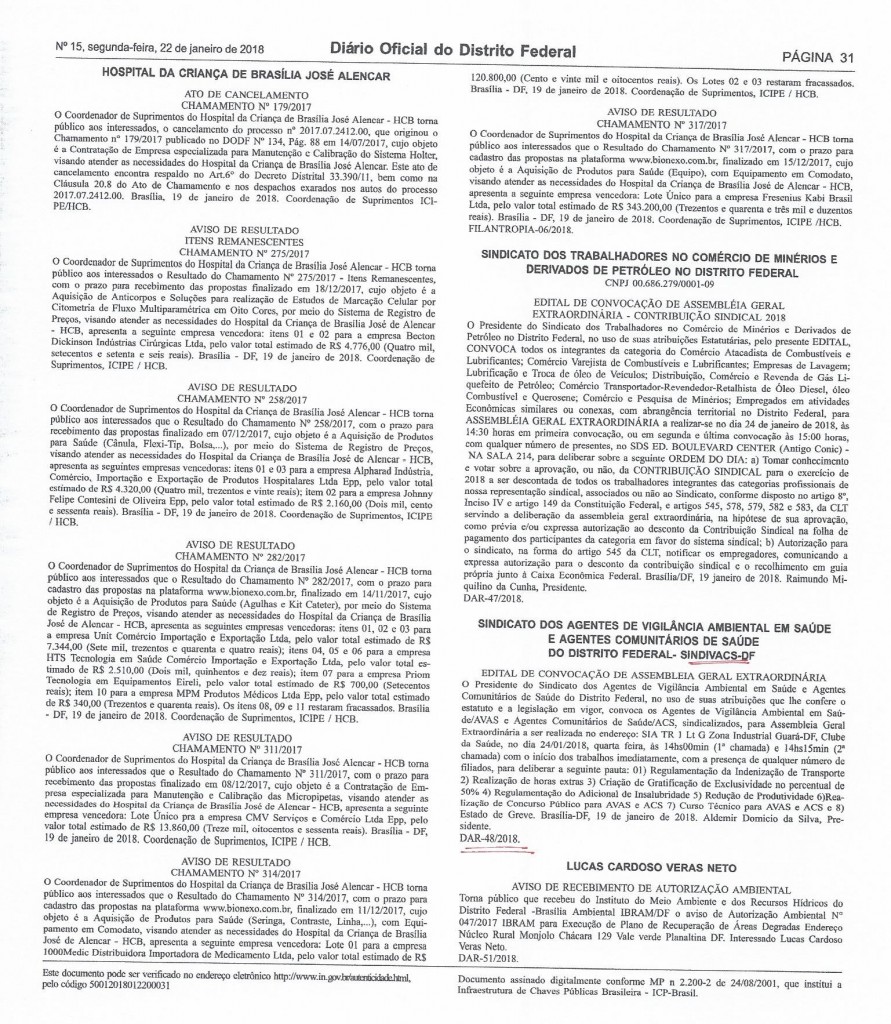 Nº 15, segunda-feira, 22 de janeiro de 2018
Diário Oficial do Distrito Federal
PÁGINA 31
HOSPITAL DA CRIANÇA DE BRASÍLIA JOSÉ ALENCAR
ATO DE CANCELAMENTO
CHAMAMENTO Nº 179/2017
O Coordenador de Suprimentos do Hospital da Criança de Brasília José Alencar - HCB torna
público aos interessados, o cancelamento do processo nº 2017.07.2412.00, que originou o
Chamamento nº 179/2017 publicado no DODF Nº 134, Pág. 88 em 14/07/2017, cujo objeto
é a Contratação de Empresa especializada para Manutenção e Calibração do Sistema Holter,
visando atender as necessidades do Hospital da Criança de Brasília José Alencar. Este ato de
cancelamento encontra respaldo no Art.6º do Decreto Distrital 33.390/11, bem como na
Cláusula 20.8 do Ato de Chamamento e nos despachos exarados nos autos do processo
2017.07.2412.00. Brasília, 19 de janeiro de 2018. Coordenação de Suprimentos ICI-
PE/HCB.
AVISO DE RESULTADO
ITENS REMANESCENTES
CHAMAMENTO Nº 275/2017
O Coordenador de Suprimentos do Hospital da Criança de Brasília José Alencar - HCB torna
público aos interessados o Resultado do Chamamento Nº 275/2017 - Itens Remanescentes,
com o prazo para recebimento das propostas finalizado em 18/12/2017, cujo objeto é a
Aquisição de Anticorpos e Soluções para realização de Estudos de Marcação Celular por
Citometria de Fluxo Multiparamétrica em Oito Cores, por meio do Sistema de Registro de
Preços, visando atender as necessidades do Hospital da Criança de Brasília José de Alencar
- HCB, apresenta a seguinte empresa vencedora: itens 01 e 02 para a empresa Becton
Dickinson Indústrias Cirúrgicas Ltda, pelo valor total estimado de R$ 4.776,00 (Quatro mil,
setecentos e setenta e seis reais). Brasília - DF, 19 de janeiro de 2018. Coordenação de
Suprimentos, ICIPE / HCB.
AVISO DE RESULTADO
CHAMAMENTO Nº 258/2017
O Coordenador de Suprimentos do Hospital da Criança de Brasília José Alencar - HCB torna
público aos interessados que o Resultado do Chamamento Nº 258/2017, com o prazo para
recebimento das propostas finalizado em 07/12/2017, cujo objeto é a Aquisição de Produtos
para Saúde (Cânula, Flexi-Tip, Bolsa,...), por meio do Sistema de Registro de Preços,
visando atender as necessidades do Hospital da Criança de Brasília José de Alencar - HCB,
apresenta as seguintes empresas vencedoras: itens 01 e 03 para a empresa Alpharad Indústria,
Comércio, Importação e Exportação de Produtos Hospitalares Ltda Epp, pelo valor total
estimado de R$ 4.320,00 (Quatro mil, trezentos e vinte reais); item 02 para a empresa Johnny
Felipe Contesini de Oliveira Epp, pelo valor total estimado de R$ 2.160,00 (Dois mil, cento
e sessenta reais). Brasília - DF, 19 de janeiro de 2018. Coordenação de Suprimentos, ICIPE
/ HCB.
AVISO DE RESULTADO
CHAMAMENTO Nº 282/2017
O Coordenador de Suprimentos do Hospital da Criança de Brasília José Alencar - HCB torna
público aos interessados que o Resultado do Chamamento Nº 282/2017, com o prazo para
cadastro das propostas na plataforma www.bionexo.com.br, finalizado em 14/11/2017, cujo
objeto é a Aquisição de Produtos para Saúde (Agulhas e Kit Cateter), por meio do Sistema
de Registro de Preços, visando atender as necessidades do Hospital da Criança de Brasília
José de Alencar - HCB, apresenta as seguintes empresas vencedoras: itens 01, 02 e 03 para
a empresa Unit Comércio Importação e Exportação Ltda, pelo valor total estimado de R$
7.344,00 (Sete mil, trezentos e quarenta e quatro reais); itens 04, 05 e 06 para a empresa
HTS Tecnologia em Saúde Comércio Importação e Exportação Ltda, pelo valor total es-
timado de R$ 2.510,00 (Dois mil, quinhentos e dez reais); item 07 para a empresa Priom
Tecnologia em Equipamentos Eireli, pelo valor total estimado de R$ 700,00 (Setecentos
reais); item 10 para a empresa MPM Produtos Médicos Ltda Epp, pelo valor total estimado
de R$ 340,00 (Trezentos e quarenta reais). Os itens 08, 09 e 11 restaram fracassados. Brasília
- DF, 19 de janeiro de 2018. Coordenação de Suprimentos, ICIPE / HCB.
AVISO DE RESULTADO
CHAMAMENTO Nº 311/2017
O Coordenador de Suprimentos do Hospital da Criança de Brasília José Alencar - HCB torna
público aos interessados que o Resultado do Chamamento Nº 311/2017, com o prazo para
recebimento das propostas finalizado em 08/12/2017, cujo objeto é a Contratação de Em-
presa especializada para Manutenção e Calibração das Micropipetas, visando atender as
necessidades do Hospital da Criança de Brasília José de Alencar - HCB, apresenta a seguinte
empresa vencedora: Lote Único pra a empresa CMV Serviços e Comércio Ltda Epp, pelo
valor total estimado de R$ 13.860,00 (Treze mil, oitocentos e sessenta reais). Brasília - DF,
19 de janeiro de 2018. Coordenação de Suprimentos, ICIPE / HCB.
AVISO DE RESULTADO
CHAMAMENTO Nº 314/2017
O Coordenador de Suprimentos do Hospital da Criança de Brasília José Alencar - HCB torna
público aos interessados que o Resultado do Chamamento Nº 314/2017, com o prazo para
cadastro das propostas na plataforma www.bionexo.com.br, finalizado em 11/12/2017, cujo
objeto é a Aquisição de Produtos para Saúde (Seringa, Contraste, Linha,...), com Equi-
pamento em Comodato, visando atender as necessidades do Hospital da Criança de Brasília
José de Alencar - HCB, apresenta a seguinte empresa vencedora: Lote 01 para a empresa
1000Medic Distribuidora Importadora de Medicamento Ltda, pelo valor total estimado de R$
120.800,00 (Cento e vinte mil e oitocentos reais). Os Lotes 02 e 03 restaram fracassados.
Brasília - DF, 19 de janeiro de 2018. Coordenação de Suprimentos, ICIPE / HCB.
AVISO DE RESULTADO
CHAMAMENTO Nº 317/2017
O Coordenador de Suprimentos do Hospital da Criança de Brasília José Alencar - HCB torna
público aos interessados que o Resultado do Chamamento Nº 317/2017, com o prazo para
cadastro das propostas na plataforma www.bionexo.com.br, finalizado em 15/12/2017, cujo
objeto é a Aquisição de Produtos para Saúde (Equipo), com Equipamento em Comodato,
visando atender as necessidades do Hospital da Criança de Brasília José de Alencar - HCB,
apresenta a seguinte empresa vencedora: Lote Único para a empresa Fresenius Kabi Brasil
Ltda, pelo valor total estimado de R$ 343.200,00 (Trezentos e quarenta e três mil e duzentos
reais). Brasília - DF, 19 de janeiro de 2018. Coordenação de Suprimentos, ICIPE /HCB.
FILANTROPIA-06/2018.
SINDICATO DOS TRABALHADORES NO COMÉRCIO DE MINÉRIOS E
DERIVADOS DE PETRÓLEO NO DISTRITO FEDERAL
CNPJ 00.686.279/0001-09
EDITAL DE CONVOCAÇÃO DE ASSEMBLÉIA GERAL
EXTRAORDINÁRIA - CONTRIBUIÇÃO SINDICAL 2018
O Presidente do Sindicato dos Trabalhadores no Comércio de Minérios e Derivados de
Petróleo no Distrito Federal, no uso de suas atribuições Estatutárias, pelo presente EDITAL,
CONVOCA todos os integrantes da categoria do Comércio Atacadista de Combustíveis e
Lubrificantes; Comércio Varejista de Combustíveis e Lubrificantes; Empresas de Lavagem;
Lubrificação e Troca de óleo de Veículos; Distribuição, Comércio e Revenda de Gás Li-
quefeito de Petróleo; Comércio Transportador-Revendedor-Retalhista de Óleo Diesel, óleo
Combustível e Querosene; Comércio e Pesquisa de Minérios; Empregados em atividades
Econômicas similares ou conexas, com abrangência territorial no Distrito Federal, para
ASSEMBLÉIA GERAL EXTRAORDINÁRIA a realizar-se no dia 24 de janeiro de 2018, às
14:30 horas em primeira convocação, ou em segunda e última convocação às 15:00 horas,
com qualquer número de presentes, no SDS ED. BOULEVARD CENTER (Antigo Conic) -
NA SALA 214, para deliberar sobre a seguinte ORDEM DO DIA: a) Tomar conhecimento
e votar sobre a aprovação, ou não, da CONTRIBUIÇÃO SINDICAL para o exercício de
2018 a ser descontada de todos os trabalhadores integrantes das categorias profissionais de
nossa representação sindical, associados ou não ao Sindicato, conforme disposto no artigo 8º,
Inciso IV e artigo 149 da Constituição Federal, e artigos 545, 578, 579, 582 e 583, da CLT
servindo a deliberação da assembleia geral extraordinária, na hipótese de sua aprovação,
como prévia e/ou expressa autorização ao desconto da Contribuição Sindical na folha de
pagamento dos participantes da categoria em favor do sistema sindical; b) Autorização para
o sindicato, na forma do artigo 545 da CLT, notificar os empregadores, comunicando a
expressa autorização para o desconto da contribuição sindical e o recolhimento em guia
própria junto à Caixa Econômica Federal. Brasília/DF, 19 janeiro de 2018. Raimundo Mi-
quilino da Cunha, Presidente.
DAR-47/2018.
SINDICATO DOS AGENTES DE VIGILÂNCIA AMBIENTAL EM SAÚDE
E AGENTES COMUNITÁRIOS DE SAÚDE
DO DISTRITO FEDERAL- SINDIVACS-DF
EDITAL DE CONVOCAÇÃO DE ASSEMBLEIA GERAL EXTRAORDINÁRIA
O Presidente do Sindicato dos Agentes de Vigilância Ambiental em Saúde e Agentes
Comunitários de Saúde do Distrito Federal, no uso de suas atribuições que lhe confere o
estatuto e a legislação em vigor, convoca os Agentes de Vigilância Ambiental em Saú-
de/AVAS e Agentes Comunitários de Saúde/ACS, sindicalizados, para Assembleia Geral
Extraordinária a ser realizada no endereço: SIA TR 1 Lt G Zona Industrial Guará-DF, Clube
da Saúde, no dia 24/01/2018, quarta feira, às 14hs00min (1ª chamada) e 14hs15min (2ª
chamada) com o início dos trabalhos imediatamente, com a presença de qualquer número de
filiados, para deliberar a seguinte pauta: 01) Regulamentação da Indenização de Transporte
2) Realização de horas extras 3) Criação de Gratificação de Exclusividade no percentual de
50% 4) Regulamentação do Adicional de Insalubridade 5) Redução de Produtividade 6)Rea-
lização de Concurso Público para AVAS e ACS 7) Curso Técnico para AVAS e ACS e 8)
Estado de Greve. Brasília-DF, 19 de janeiro de 2018. Aldemir Domicio da Silva, Pre-
sidente.
DAR-48/2018.
LUCAS CARDOSO VERAS NETO
AVISO DE RECEBIMENTO DE AUTORIZAÇÃO AMBIENTAL
Torna público que recebeu do Instituto do Meio Ambiente e dos Recursos Hídricos do
Distrito Federal -Brasília Ambiental IBRAM/DF o aviso de Autorização Ambiental N°
047/2017 IBRAM para Execução de Plano de Recuperação de Áreas Degradas Endereço
Núcleo Rural Monjolo Chácara 129 Vale verde Planaltina DF. Interessado Lucas Cardoso
Veras Neto.
DAR-51/2018.
Este documento pode ser verificado no endereço eletrônico http://www.in.gov.br/autenticidade.html,
pelo código 50012018012200031
Documento assinado digitalmente conforme MP n 2.200-2 de 24/08/2001, que institui a
Infraestrutura de Chaves Públicas Brasileira - ICP-Brasil.